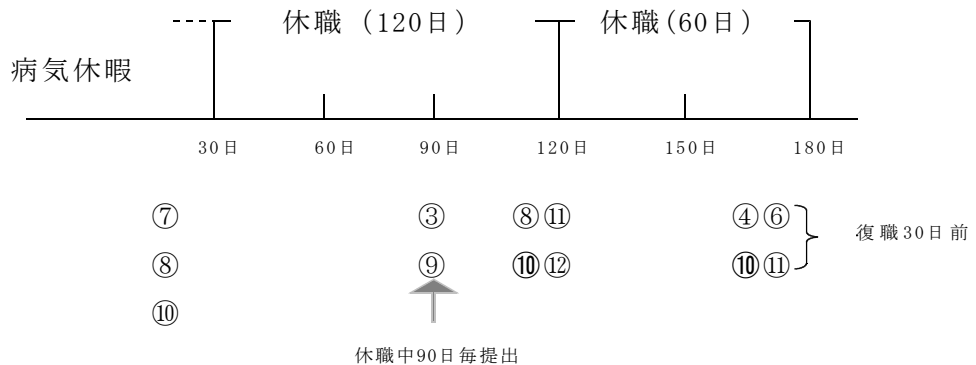 休職（120日） 休職(60日)
病気休暇
30日 60日 90日 120日 150日 180日
⑦ ③ ⑧⑪ ④⑥
復職30日前
⑧ ⑨ ⑩⑫ ⑩⑪
⑩
休職中90日毎提出